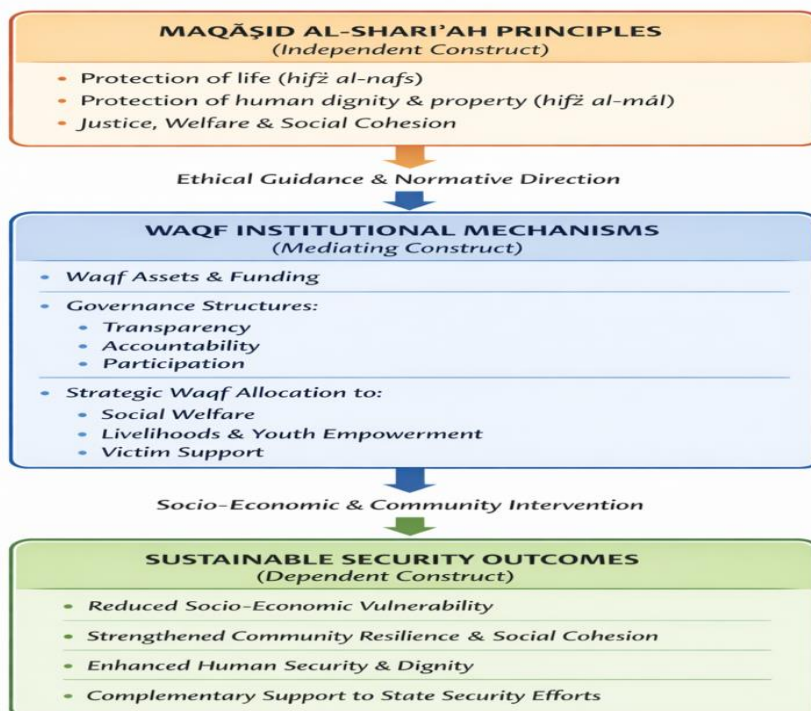 MAQĀṢID AL-SHARI'AH PRINCIPLES
(Independent Construct)
• Protection of life (hifẓ al-nafs)
• Protection of human dignity & property (hifẓ al-mál)
• Justice, Welfare & Social Cohesion
Ethical Guidance & Normative Direction
WAQF INSTITUTIONAL MECHANISMS
(Mediating Construct)
• Waqf Assets & Funding
• Governance Structures:
• Transparency
• Accountability
• Participation
• Strategic Waqf Allocation to:
• Social Welfare
• Livelihoods & Youth Empowerment
• Victim Support
Socio-Economic & Community Intervention
SUSTAINABLE SECURITY OUTCOMES
(Dependent Construct)
• Reduced Socio-Economic Vulnerability
• Strengthened Community Resilience & Social Cohesion
• Enhanced Human Security & Dignity
• Complementary Support to State Security Efforts